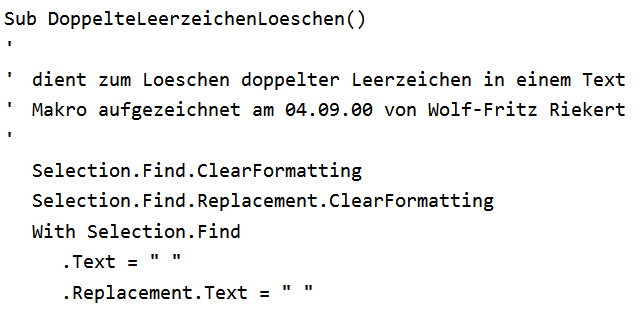 Sub DoppelteLeerzeichenLoeschen()
'
' dient zum Loeschen doppelter Leerzeichen in einem Text
' Makro aufgezeichnet am 04.09.00 von Wolf-Fritz Riekert
'
Selection.Find.ClearFormatting
Selection.Find.Replacement.ClearFormatting
With Selection.Find
.Text = " "
.Replacement.Text = " "